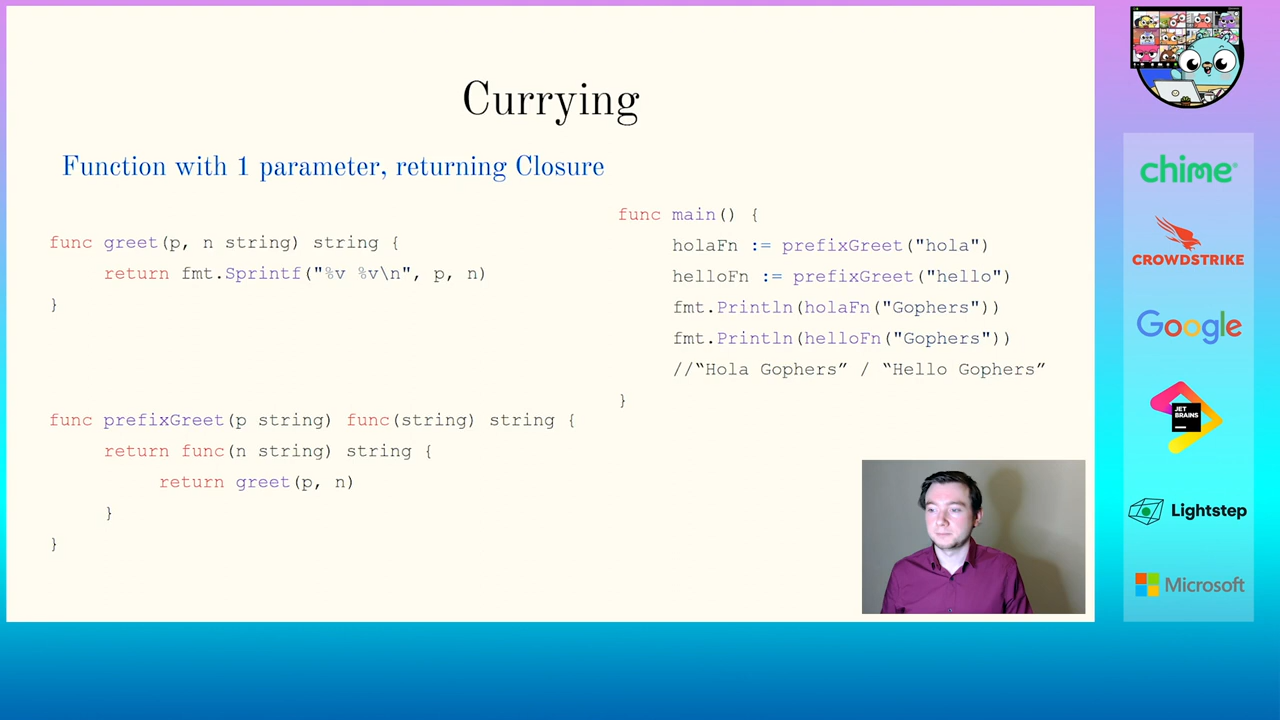 Currying
Function with 1 parameter, returning Closure
func greet(p, n string) string {
return fmt.Sprintf("%v %v\n", p, n)
}
func prefixGreet(p string) func(string) string {
return func(n string) string {
return greet(p, n)
}
}
func main() {
holaFn := prefixGreet("hola")
helloFn := prefixGreet("hello")
fmt.Println(holaFn("Gophers"))
fmt.Println(helloFn("Gophers"))
//“Hola Gophers” / “Hello Gophers”
}
chime
CROWDSTRIKE
Google
JET
BRAINS
Lightstep
Microsoft